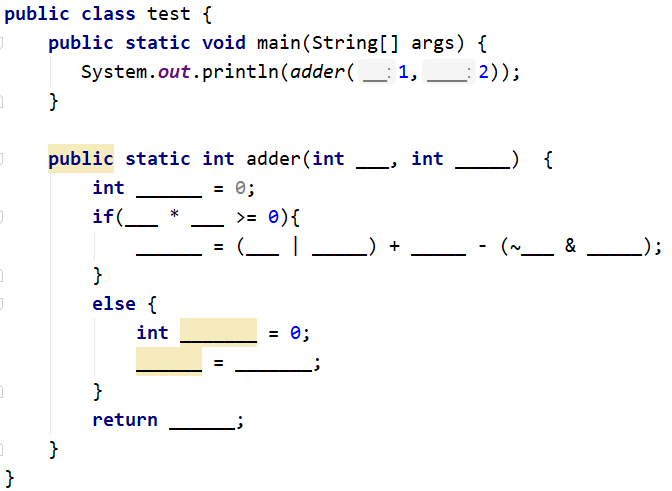 public class test {
    public static void main(String[] args) {
        System.out.println(adder( ___: 1, _____: 2));
    }

    public static int adder(int ___, int _____)  {
        int ______ = 0;
        if(___ * ___ >= 0){
            ______ = (___ | _____) + _____ - (~___ & _____);
        }
        else {
            int _______ = 0;
            ______ = _______;
        }
        return ______;
    }
}